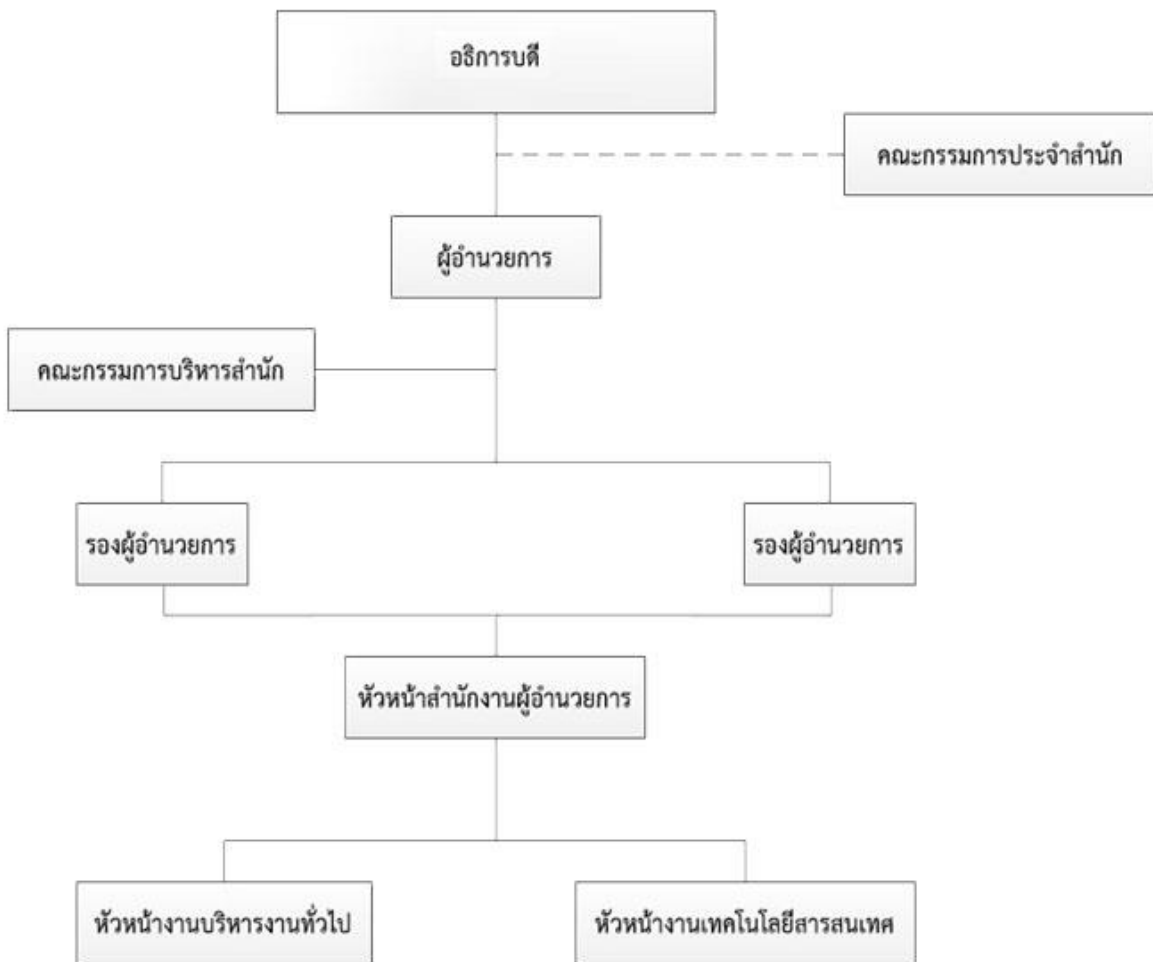 อธิการบดี
คณะกรรมการประจำสำนัก
ผู้อำนวยการ
คณะกรรมการบริหารสำนัก
รองผู้อำนวยการ
รองผู้อำนวยการ
หัวหน้าสำนักงานผู้อำนวยการ
หัวหน้างานบริหารงานทั่วไป
หัวหน้างานเทคโนโลยีสารสนเทศ